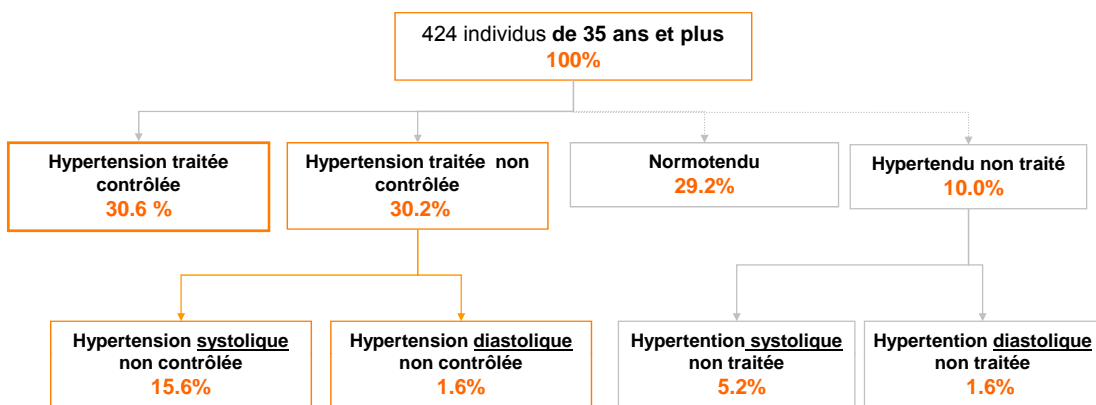 424 individus de 35 ans et plus
100%
Hypertension traitée
contrôlée
30.6 %
Hypertension traitée non
contrôlée
30.2%
Normotendu
29.2%
Hypertendu non traité
10.0%
Hypertension systolique
non contrôlée
15.6%
Hypertension diastolique
non contrôlée
1.6%
Hypertention systolique
non traitée
5.2%
Hypertention diastolique
non traitée
1.6%